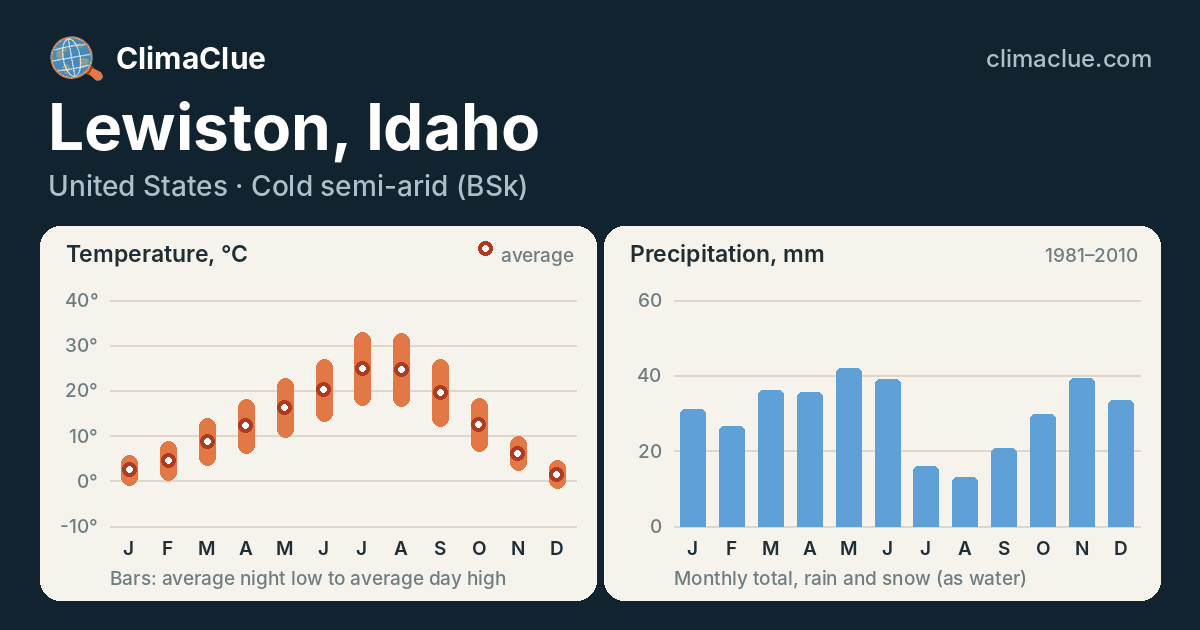 ClimaClue
climaclue.com
Lewiston, Idaho
United States · Cold semi-arid (BSk)
Temperature, °C
average
40°
30°
20°
10°
0°
-10°
J F M A M J J A S O N D
Bars: average night low to average day high
Precipitation, mm
1981–2010
60
40
20
0
J F M A M J J A S O N D
Monthly total, rain and snow (as water)